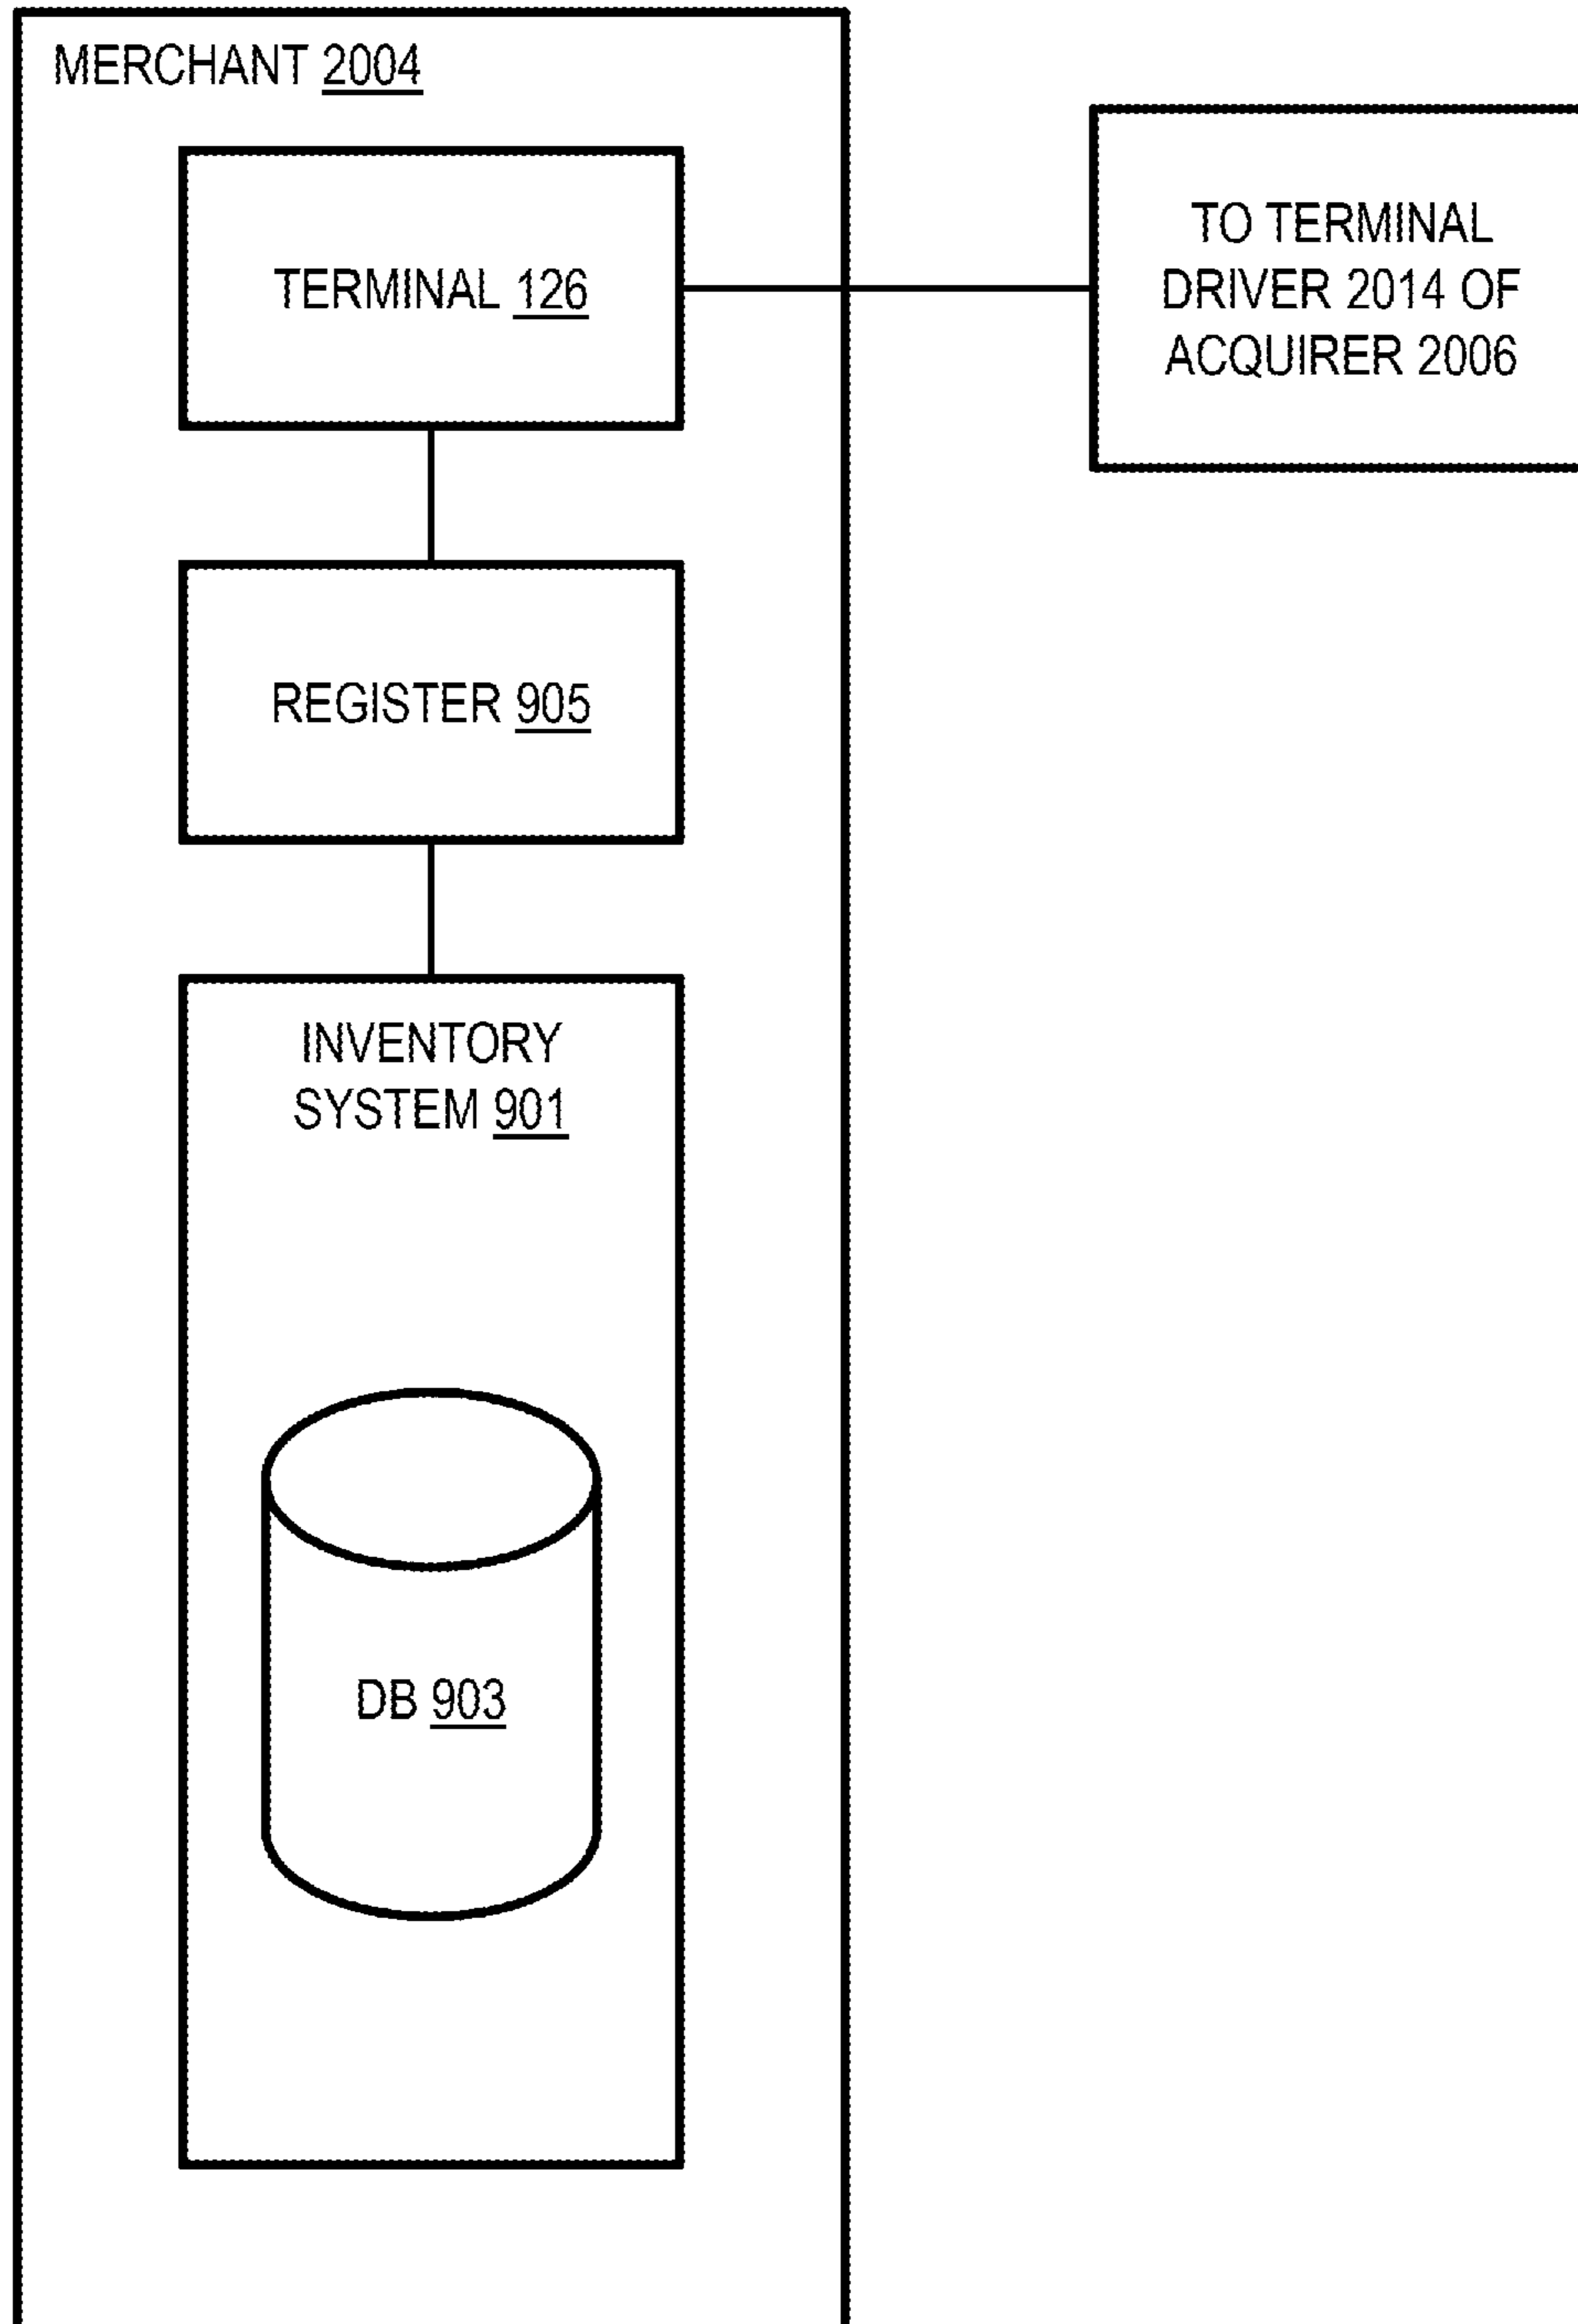 MERCHANT 2004
TERMINAL 126
TO TERMINAL
DRIVER 2014 OF
ACQUIRER 2006
REGISTER 905
INVENTORY
SYSTEM 901
DB 903